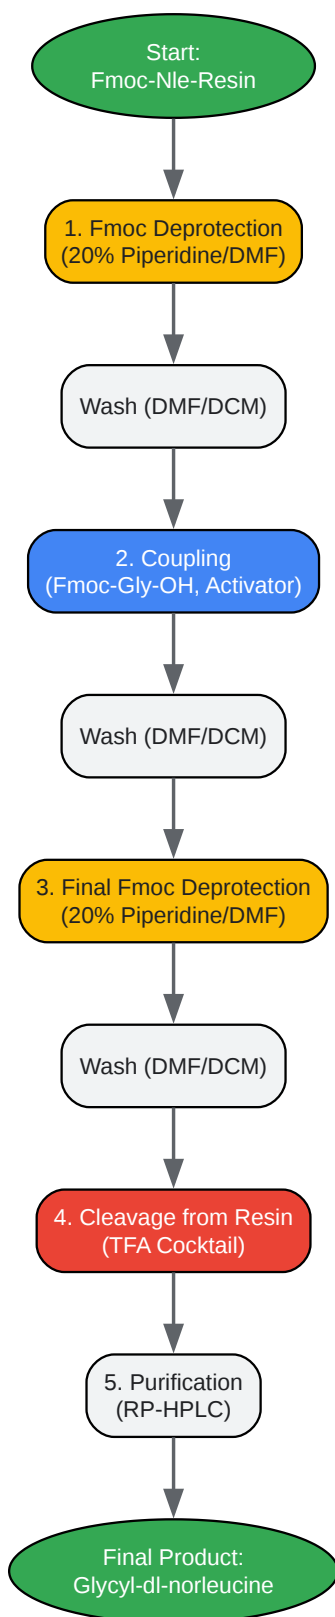 Start:
Fmoc-Nle-Resin
1. Fmoc Deprotection
(20% Piperidine/DMF)
Wash (DMF/DCM)
2. Coupling
(Fmoc-Gly-OH, Activator)
Wash (DMF/DCM)
3. Final Fmoc Deprotection
(20% Piperidine/DMF)
Wash (DMF/DCM)
4. Cleavage from Resin
(TFA Cocktail)
5. Purification
(RP-HPLC)
Final Product:
Glycyl-dl-norleucine